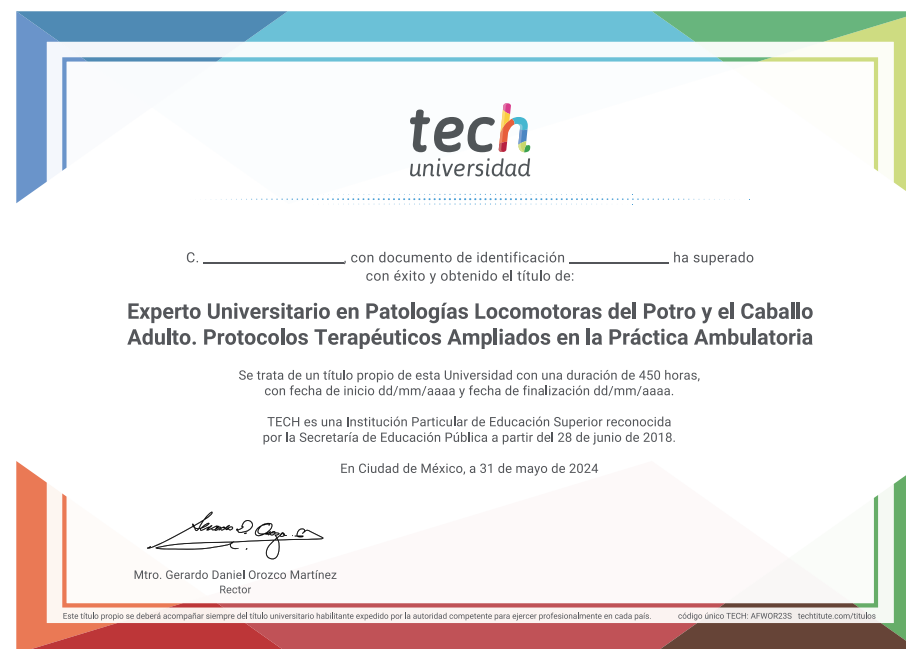 tech
universidad
C. ____________, con documento de identificación ____________ ha superado
con éxito y obtenido el título de:
Experto Universitario en Patologías Locomotoras del Potro y el Caballo
Adulto. Protocolos Terapéuticos Ampliados en la Práctica Ambulatoria
Se trata de un título propio de esta Universidad con una duración de 450 horas,
con fecha de inicio dd/mm/aaaa y fecha de finalización dd/mm/aaaa.
TECH es una Institución Particular de Educación Superior reconocida
por la Secretaría de Educación Pública a partir del 28 de junio de 2018.
En Ciudad de México, a 31 de mayo de 2024
Mtro. Gerardo Daniel Orozco Martínez
Rector
Este título propio se deberá acompañar siempre del título universitario habilitante expedido por la autoridad competente para ejercer profesionalmente en cada país. código único TECH: AFWOR23S techtitute.com/titulos